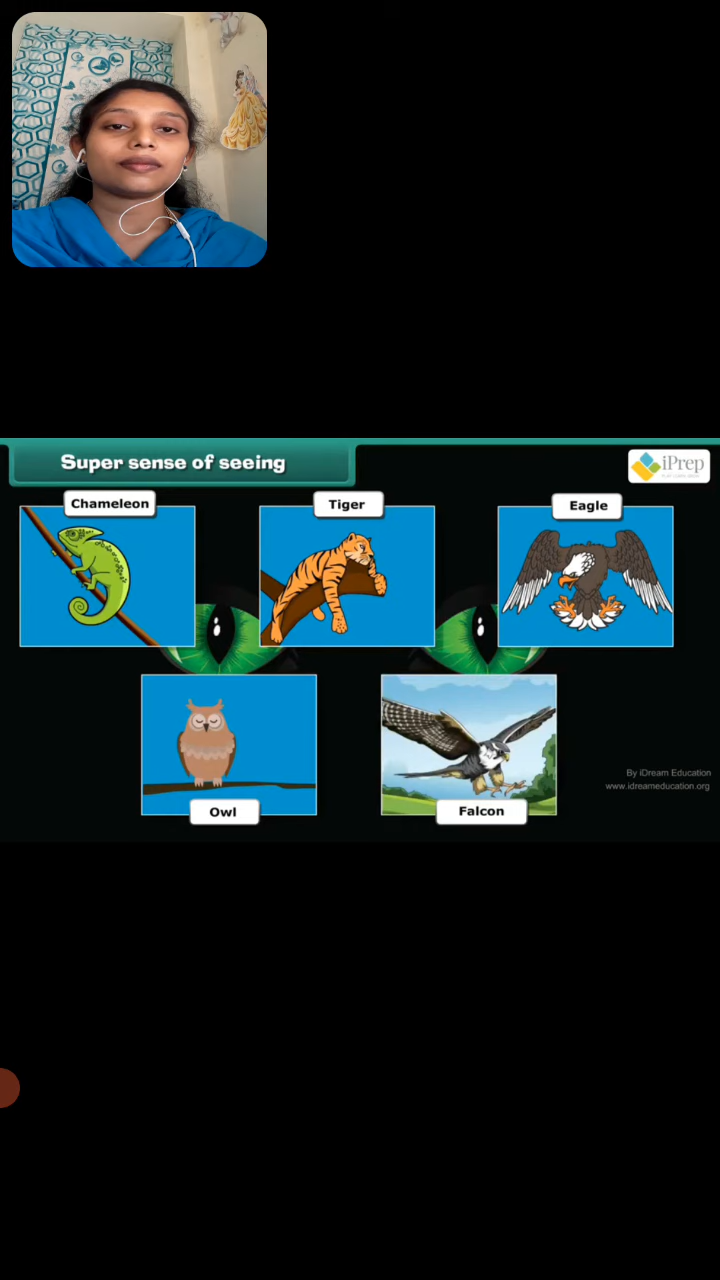 Super sense of seeing
iPrep
Chameleon
Tiger
Eagle
Owl
Falcon
By iDream Education
www.idreameducation.org